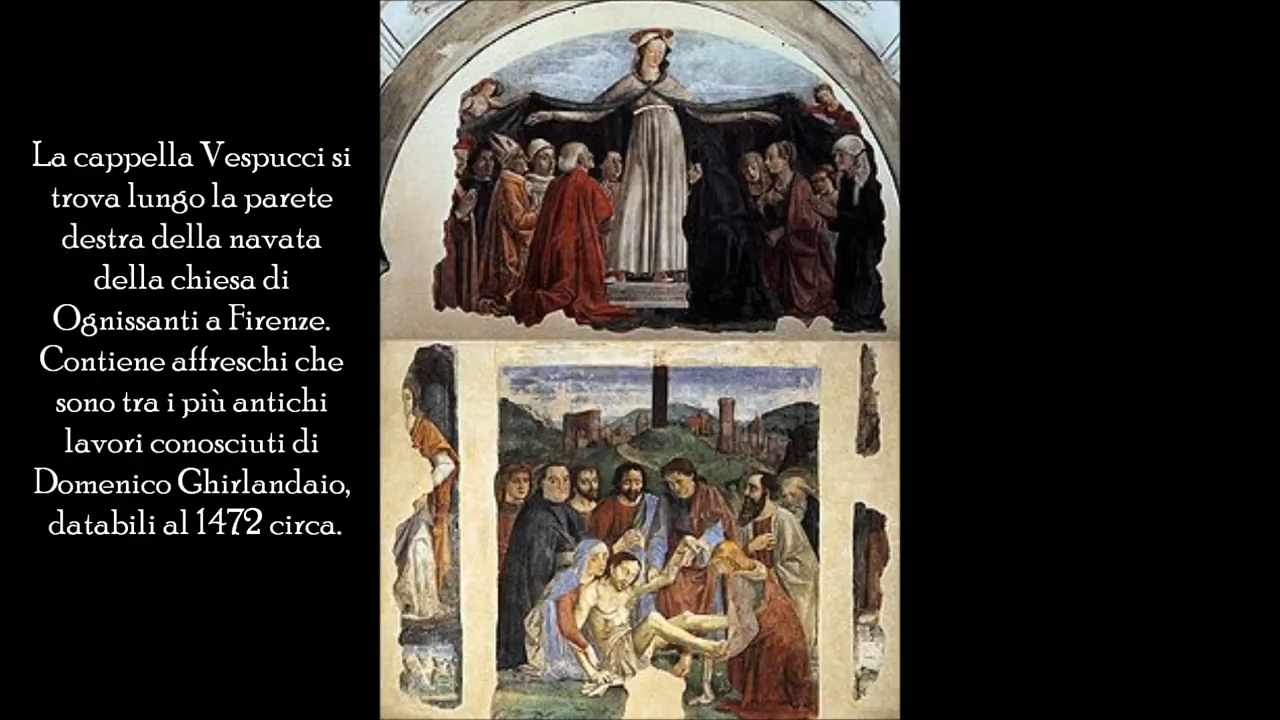 La cappella Vespucci si
trova lungo la parete
destra della navata
della chiesa di
Ognissanti a Firenze.
Contiene affreschi che
sono tra i più antichi
lavori conosciuti di
Domenico Ghirlandaio,
databili al 1472 circa.